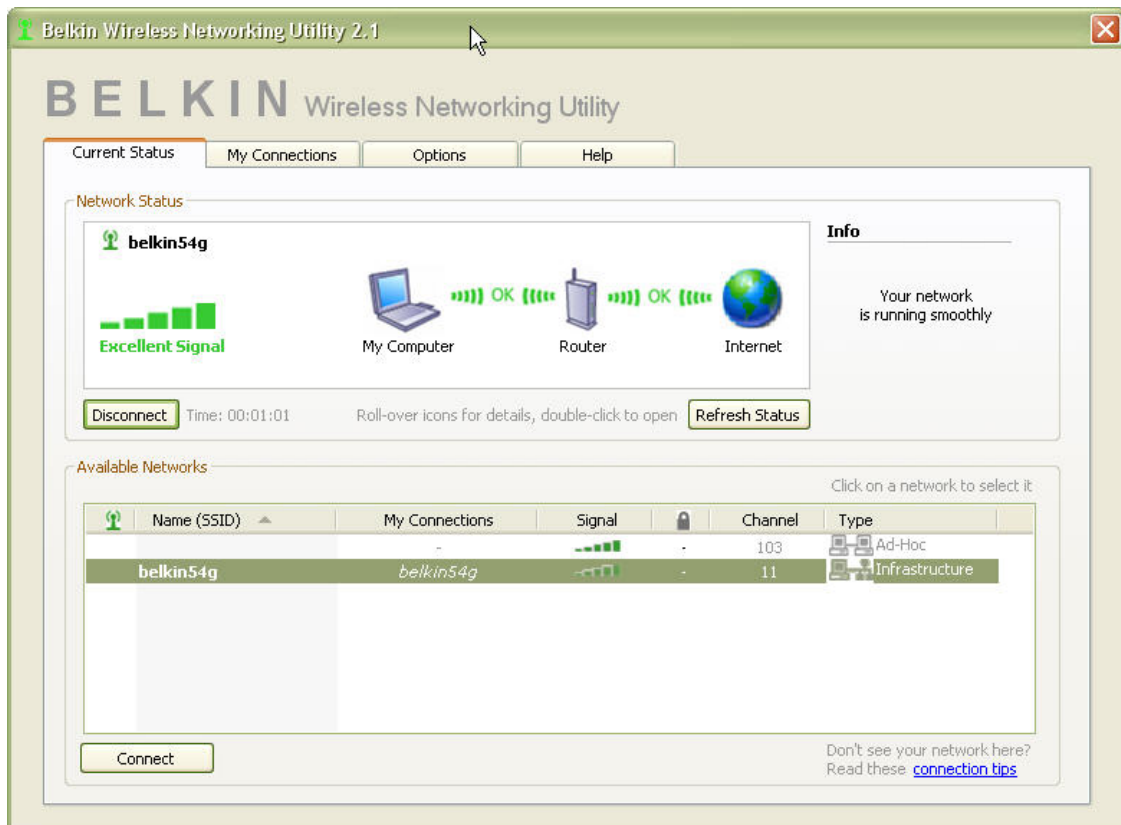 Belkin Wireless Networking Utility 2.1
BELKIN Wireless Networking Utility
Current Status My Connections Options Help
Network Status
belkin54g
OK OK
Excellent Signal My Computer Router Internet
Info
Your network
is running smoothly
Disconnect Time: 00:01:01 Roll-over icons for details, double-click to open Refresh Status
Available Networks
Click on a network to select it
Name (SSID) My Connections Signal Channel Type
- - 103 Ad-Hoc
belkin54g belkin54g - 11 Infrastructure
Connect
Don't see your network here?
Read these connection tips